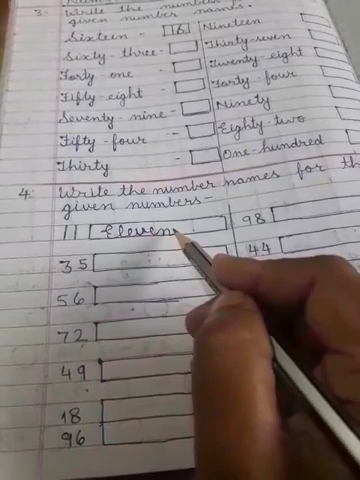 3. Write the numbers
given number names.
Sixteen - 16
Sixty-three-
Forty-one -
Fifty-eight -
Seventy-nine-
Fifty-four -
Thirty -
Nineteen
Thirty-seven
Twenty-eight
Forty-four
Ninety
Eighty-two
One-hundred
4. Write the number names for th
given numbers-
11 Eleven
35
56
72
49
18
96
98
44